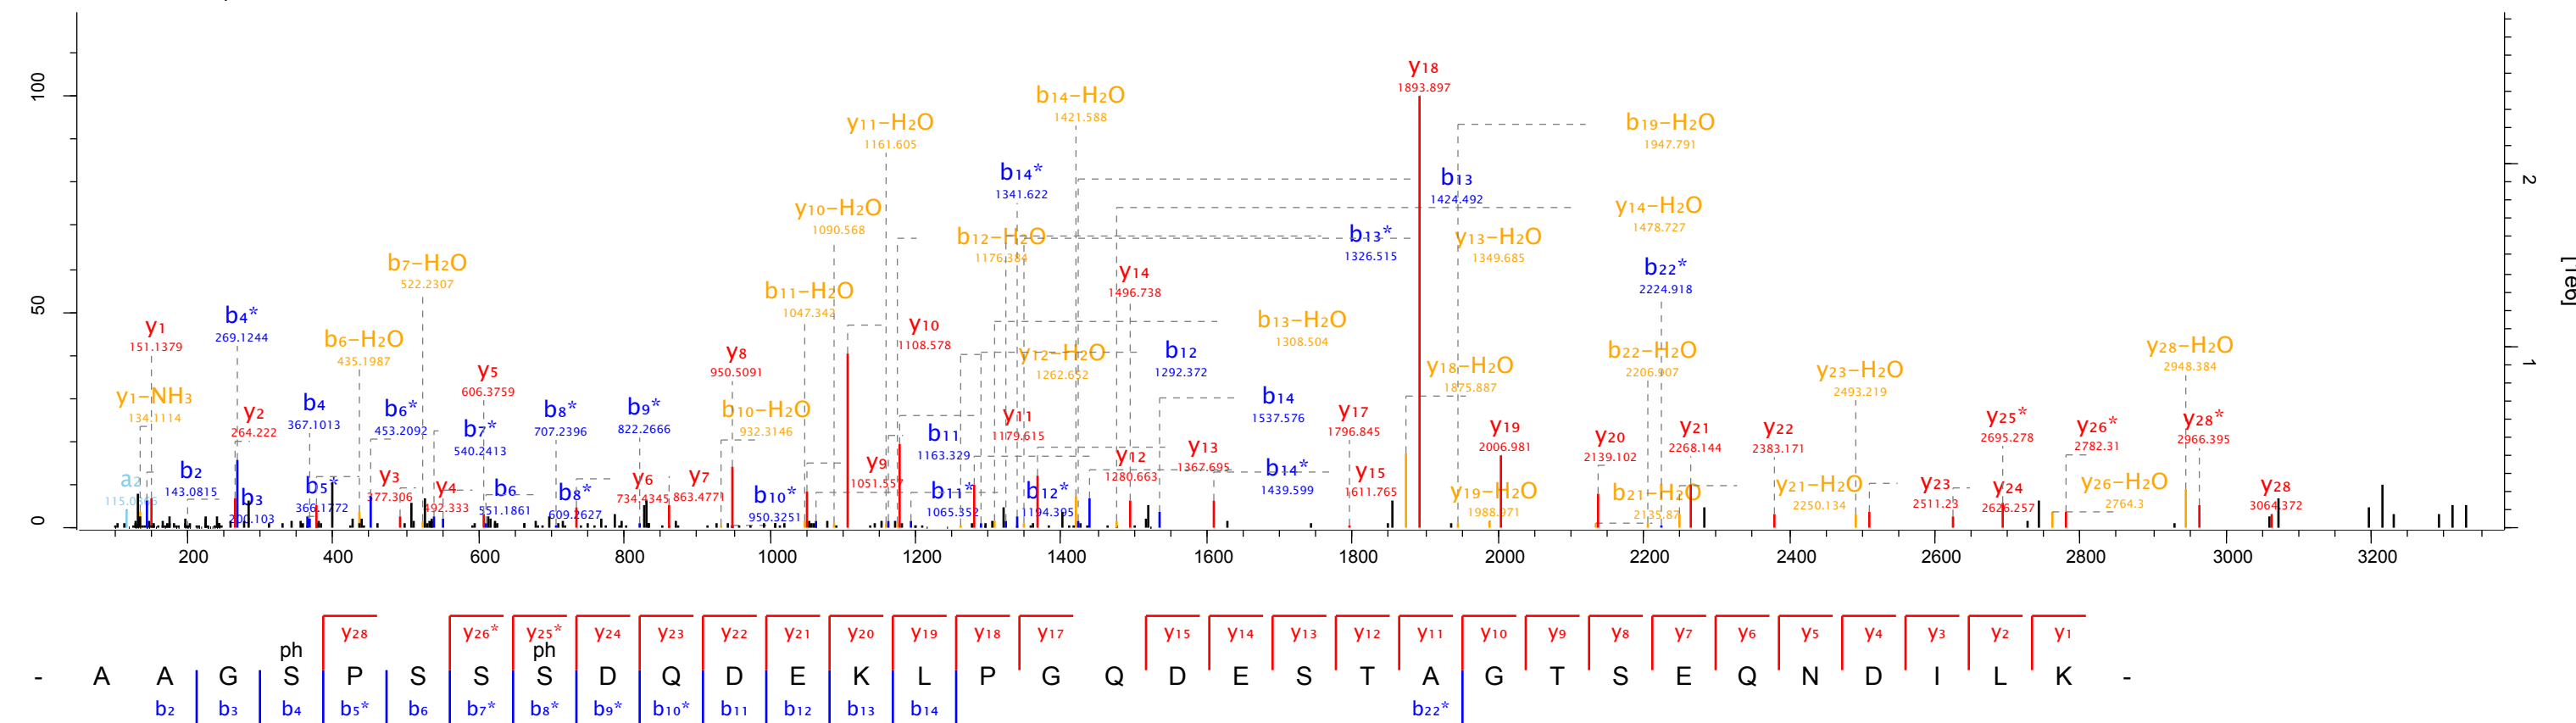 y₁₈
1893.897
100
b₁₄–H₂O
1421.588
y₁₁–H₂O
1161.605
b₁₉–H₂O
1947.791
b₁₄*
1341.622
b₁₃
1424.492
2
y₁₀–H₂O
1090.568
y₁₄–H₂O
1478.727
b₁₂–H₂O
1176.384
b₁₃*
1326.515
y₁₃–H₂O
1349.685
b₇–H₂O
522.2307
y₁₄
1496.738
b₂₂*
2224.918
[1e6]
b₁₁–H₂O
1047.342
50
b₄*
269.1244
y₁
151.1379
y₁₀
1108.578
b₁₃–H₂O
1308.504
b₆–H₂O
435.1987
y₈
950.5091
y₁₂–H₂O
1262.652
b₁₂
1292.372
b₂₂–H₂O
2206.907
y₂₈–H₂O
2948.384
1
y₅
606.3759
y₁₈–H₂O
1875.887
y₂₃–H₂O
2493.219
y₁–NH₃
134.1114
b₄
367.1013
b₆*
453.2092
b₈*
707.2396
b₉*
822.2666
b₁₀–H₂O
932.3146
b₁₄
1537.576
y₂
264.222
b₇*
540.2413
b₁₁
1163.329
y₁₁
1179.615
y₁₇
1796.845
y₁₉
2006.981
y₂₀
2139.102
y₂₁
2268.144
y₂₂
2383.171
y₂₅*
2695.278
y₂₆*
2782.31
y₂₈*
2966.395
y₁₃
1367.695
y₁₂
1280.663
a₂
b₂
143.0815
b₃
200.103
b₅*
366.1772
y₃
377.306
y₄
492.333
b₆
551.1861
b₈*
609.2627
y₆
734.4345
y₇
863.4771
b₁₀*
950.3251
y₉
1051.557
b₁₁*
1065.352
b₁₂*
1194.395
b₁₄*
1439.599
y₁₅
1611.765
y₁₉–H₂O
1988.971
b₂₁–H₂O
2135.87
y₂₁–H₂O
2250.134
y₂₃
2511.23
y₂₄
2626.257
y₂₆–H₂O
2764.3
y₂₈
3064.372
0
200 400 600 800 1000 1200 1400 1600 1800 2000 2200 2400 2600 2800 3000 3200
y₂₈ y₂₆* y₂₅* y₂₄ y₂₃ y₂₂ y₂₁ y₂₀ y₁₉ y₁₈ y₁₇ y₁₅ y₁₄ y₁₃ y₁₂ y₁₁ y₁₀ y₉ y₈ y₇ y₆ y₅ y₄ y₃ y₂ y₁
ph ph
- A A G S P S S S D Q D E K L P G Q D E S T A G T S E Q N D I L K -
b₂ b₃ b₄ b₅* b₆ b₇* b₈* b₉* b₁₀* b₁₁ b₁₂ b₁₃ b₁₄ b₂₂*